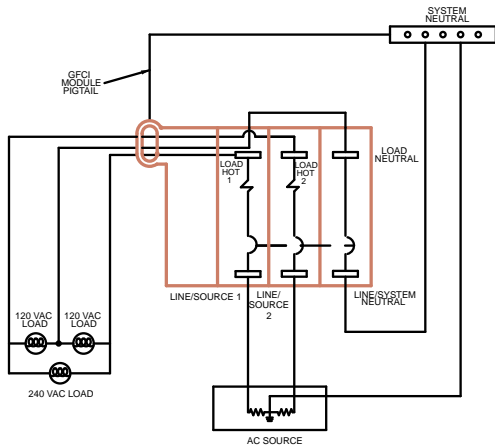 SYSTEM
NEUTRAL
GFCI
MODULE
PIGTAIL
LOAD
HOT
1
LOAD
HOT
2
LOAD
NEUTRAL
LINE/SOURCE 1
LINE/
SOURCE
2
LINE/SYSTEM
NEUTRAL
120 VAC
LOAD
120 VAC
LOAD
240 VAC LOAD
AC SOURCE